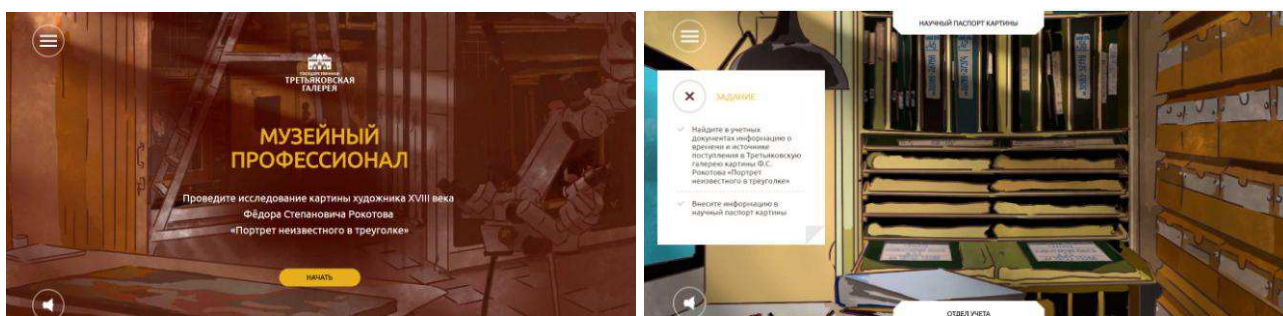 ГОСУДАРСТВЕННАЯ
ТРЕТЬЯКОВСКАЯ
ГАЛЕРЕЯ
МУЗЕЙНЫЙ
ПРОФЕССИОНАЛ
Проведите исследование картины художника XVIII века
Фёдора Степановича Рокотова
«Портрет неизвестного в треуголке»
НАЧАТЬ
НАУЧНЫЙ ПАСПОРТ КАРТИНЫ
ЗАДАНИЕ
Найдите в учетных
документах информацию о
времени и источнике
поступления в Третьяковскую
галерею картины Ф.С.
Рокотова «Портрет
неизвестного в треуголке»
Внесите информацию в
научный паспорт картины
ОТДЕЛ УЧЕТА